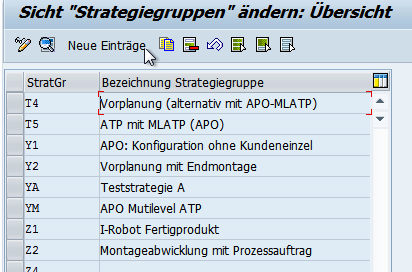 Sicht "Strategiegruppen" ändern: Übersicht
Neue Einträge
StratGr Bezeichnung Strategiegruppe
T4 Vorplanung (alternativ mit APO-MLATP)
T5 ATP mit MLATP (APO)
Y1 APO: Konfiguration ohne Kundeneinzel
Y2 Vorplanung mit Endmontage
YA Teststrategie A
YM APO Mutilevel ATP
Z1 I-Robot Fertigprodukt
Z2 Montageabwicklung mit Prozessauftrag